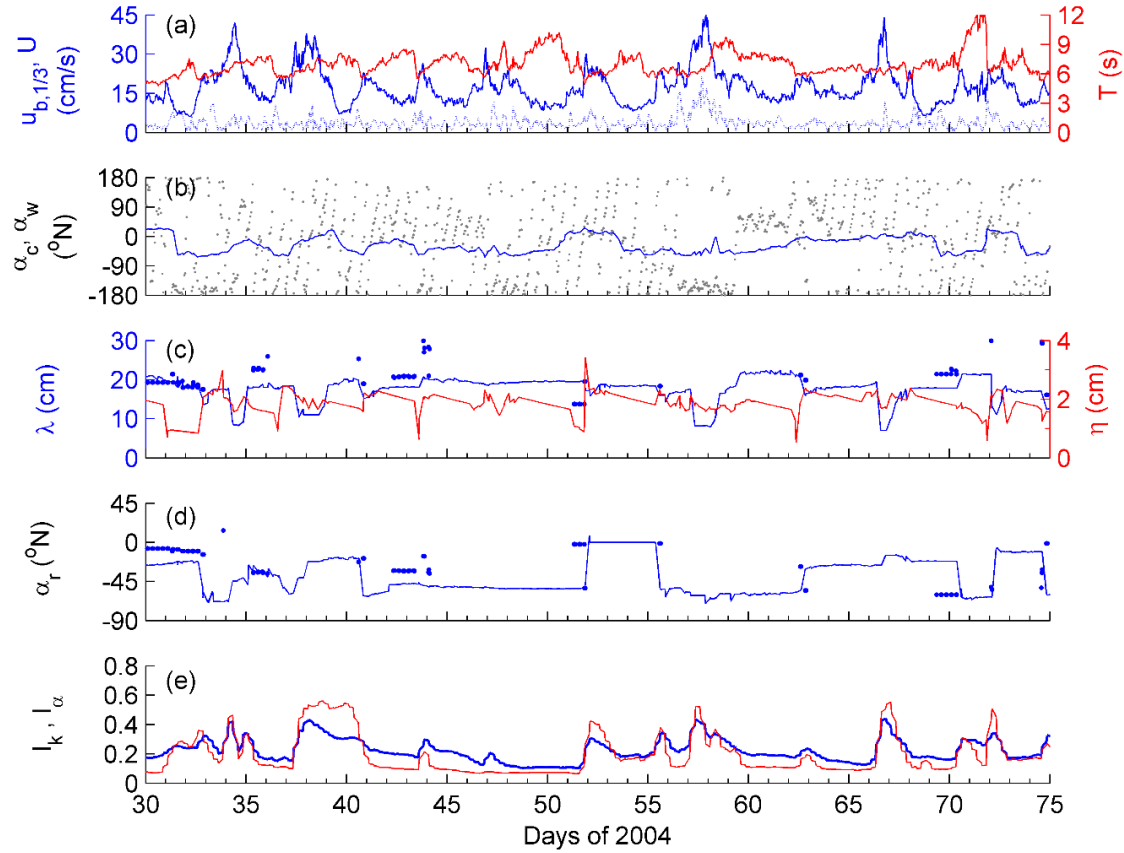 (a)
u_b,1/3, U
(cm/s)
45
30
15
0
12
9
6
3
0
T (s)
(b)
α_c, α_w
(°N)
180
90
0
-90
-180
(c)
λ (cm)
30
20
10
0
4
2
0
η (cm)
(d)
α_r (°N)
45
0
-45
-90
(e)
I_k, I_α
0.8
0.6
0.4
0.2
0
30 35 40 45 50 55 60 65 70 75
Days of 2004